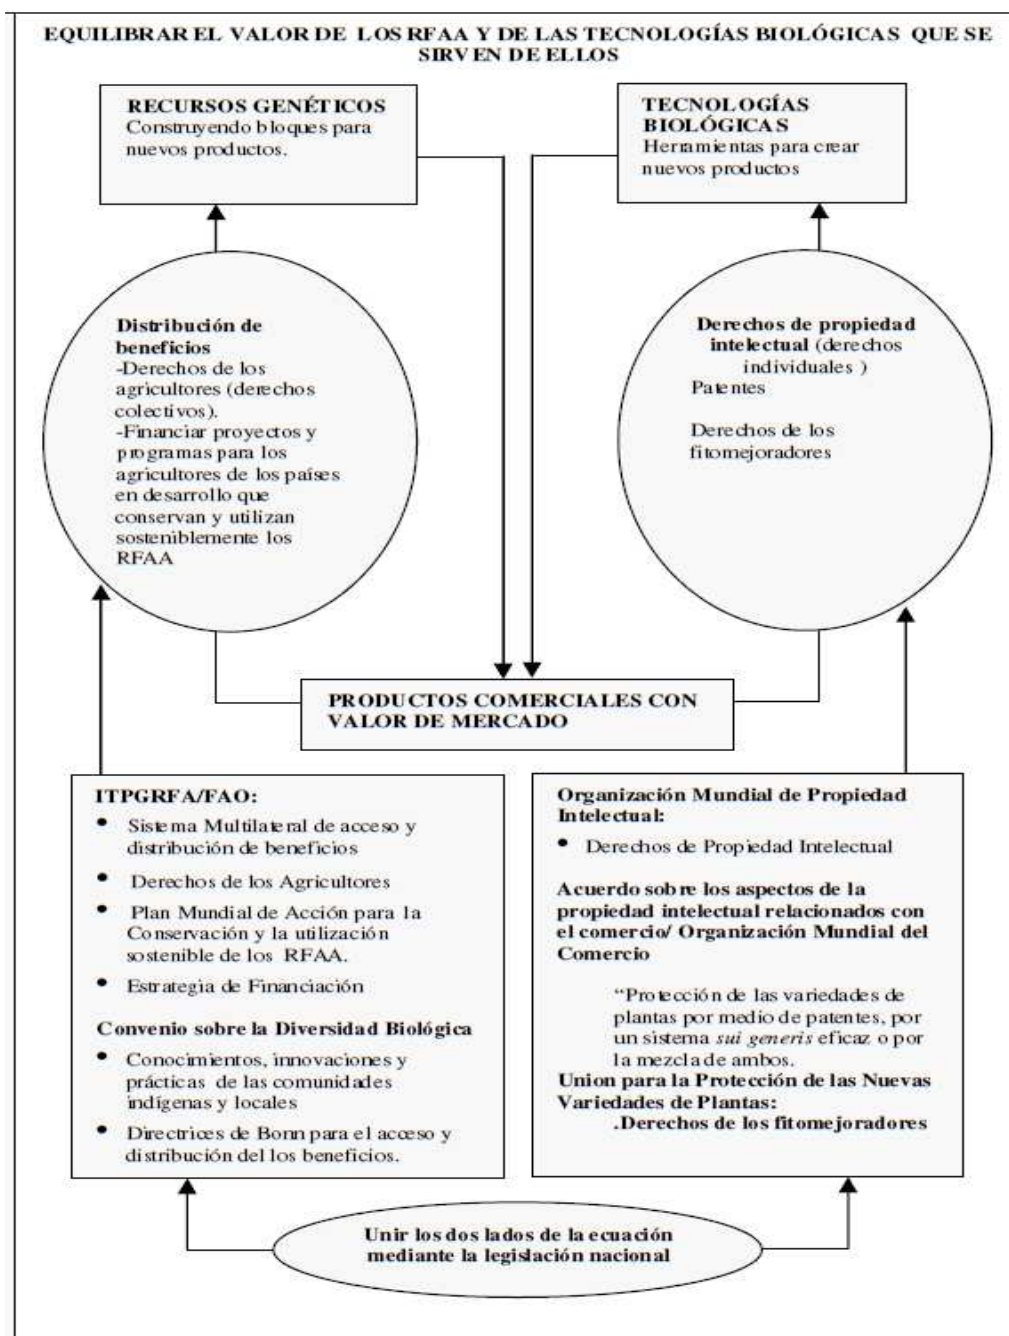 EQUILIBRAR EL VALOR DE LOS RFAA Y DE LAS TECNOLOGÍAS BIOLÓGICAS QUE SE
SIRVEN DE ELLOS
RECURSOS GENÉTICOS
Construyendo bloques para
nuevos productos.
TECNOLOGÍAS
BIOLÓGICAS
Herramientas para crear
nuevos productos
Distribución de
beneficios
-Derechos de los
agricultores (derechos
colectivos).
-Financiar proyectos y
programas para los
agricultores de los países
en desarrollo que
conservan y utilizan
sosteniblemente los
RFAA
Derechos de propiedad
intelectual (derechos
individuales )
Patentes
Derechos de los
fitomejoradores
PRODUCTOS COMERCIALES CON
VALOR DE MERCADO
ITPGRFA/FAO:
• Sistema Multilateral de acceso y
distribución de beneficios
• Derechos de los Agricultores
• Plan Mundial de Acción para la
Conservación y la utilización
sostenible de los RFAA.
• Estrategia de Financiación
Convenio sobre la Diversidad Biológica
• Conocimientos, innovaciones y
prácticas de las comunidades
indígenas y locales
• Directrices de Bonn para el acceso y
distribución del los beneficios.
Organización Mundial de Propiedad
Intelectual:
• Derechos de Propiedad Intelectual
Acuerdo sobre los aspectos de la
propiedad intelectual relacionados con
el comercio/ Organización Mundial del
Comercio
“Protección de las variedades de
plantas por medio de patentes, por
un sistema sui generis eficaz o por
la mezcla de ambos.
Union para la Protección de las Nuevas
Variedades de Plantas:
.Derechos de los fitomejoradores
Unir los dos lados de la ecuación
mediante la legislación nacional